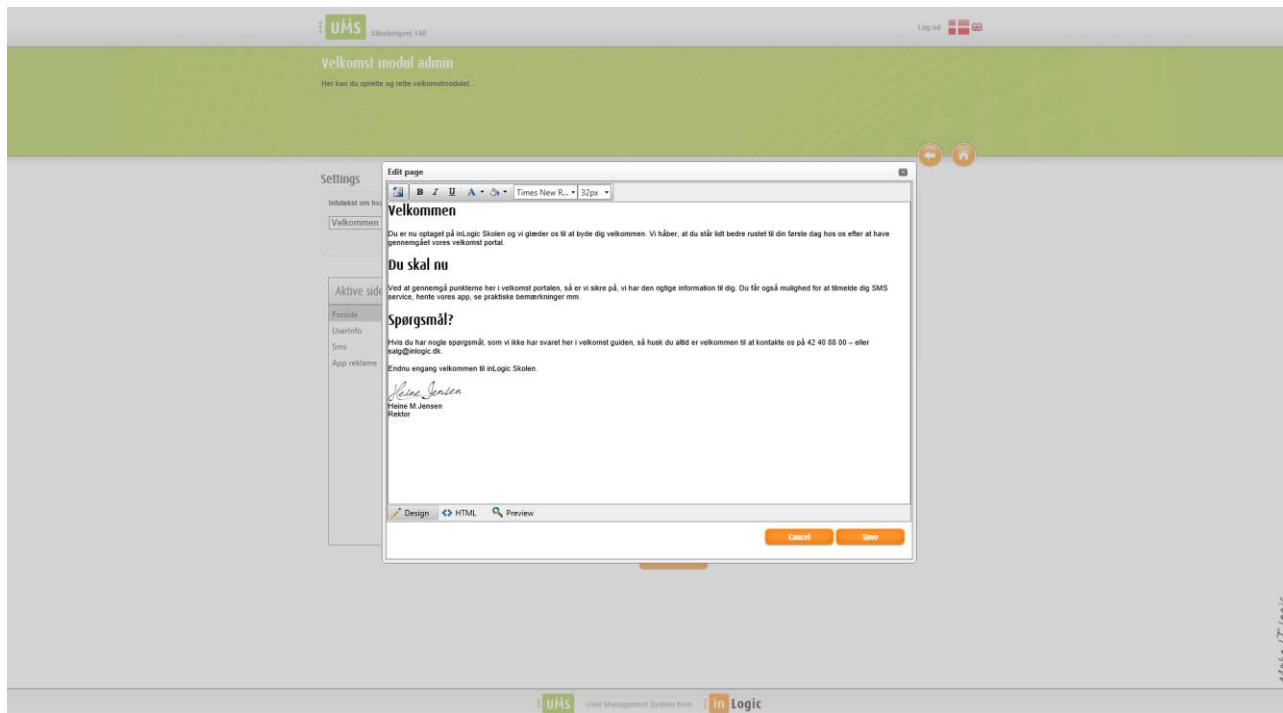 UMS Silkeborgvej 140
Log ud
Velkomst modul admin
Her kan du oprette og rette velkomstmodulet...
Settings
Infotekst om hva
Velkommen
Aktive side
Forside
UserInfo
Sms
App reklame
Edit page
B I U A Times New R... 32px
Velkommen
Du er nu optaget på inLogic Skolen og vi glæder os til at byde dig velkommen. Vi håber, at du står lidt bedre rustet til din første dag hos os efter at have
gennemgået vores velkomst portal.
Du skal nu
Ved at gennemgå punkterne her i velkomst portalen, så er vi sikre på, vi har den rigtige information til dig. Du får også mulighed for at tilmelde dig SMS
service, hente vores app, se praktiske bemærkninger mm.
Spørgsmål?
Hvis du har nogle spørgsmål, som vi ikke har svaret her i velkomst guiden, så husk du altid er velkommen til at kontakte os på 42 40 88 00 – eller
salg@inlogic.dk.
Endnu engang velkommen til inLogic Skolen.
Heine Jensen
Heine M.Jensen
Rektor
Design HTML Preview
Cancel Save
UMS User Management System from in Logic